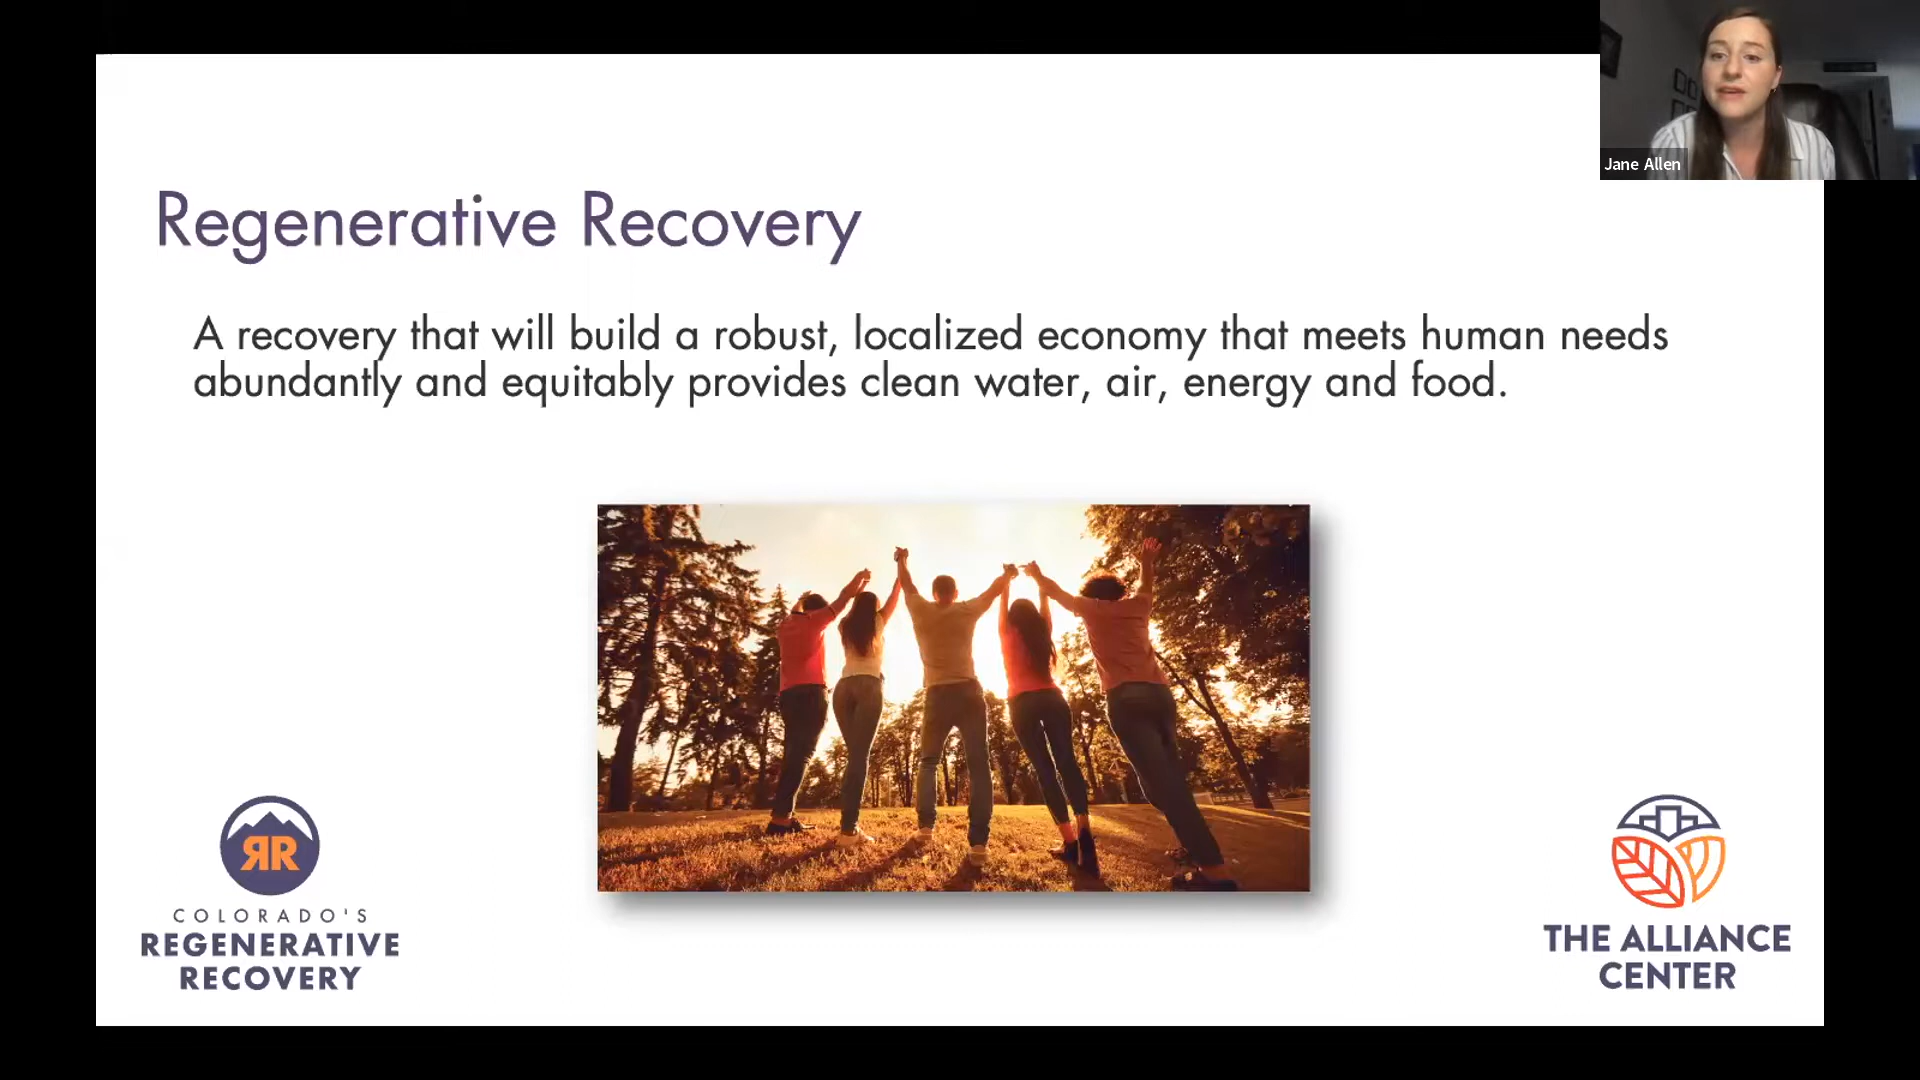 Jane Allen
Regenerative Recovery
A recovery that will build a robust, localized economy that meets human needs
abundantly and equitably provides clean water, air, energy and food.
RR
COLORADO'S
REGENERATIVE
RECOVERY
THE ALLIANCE
CENTER